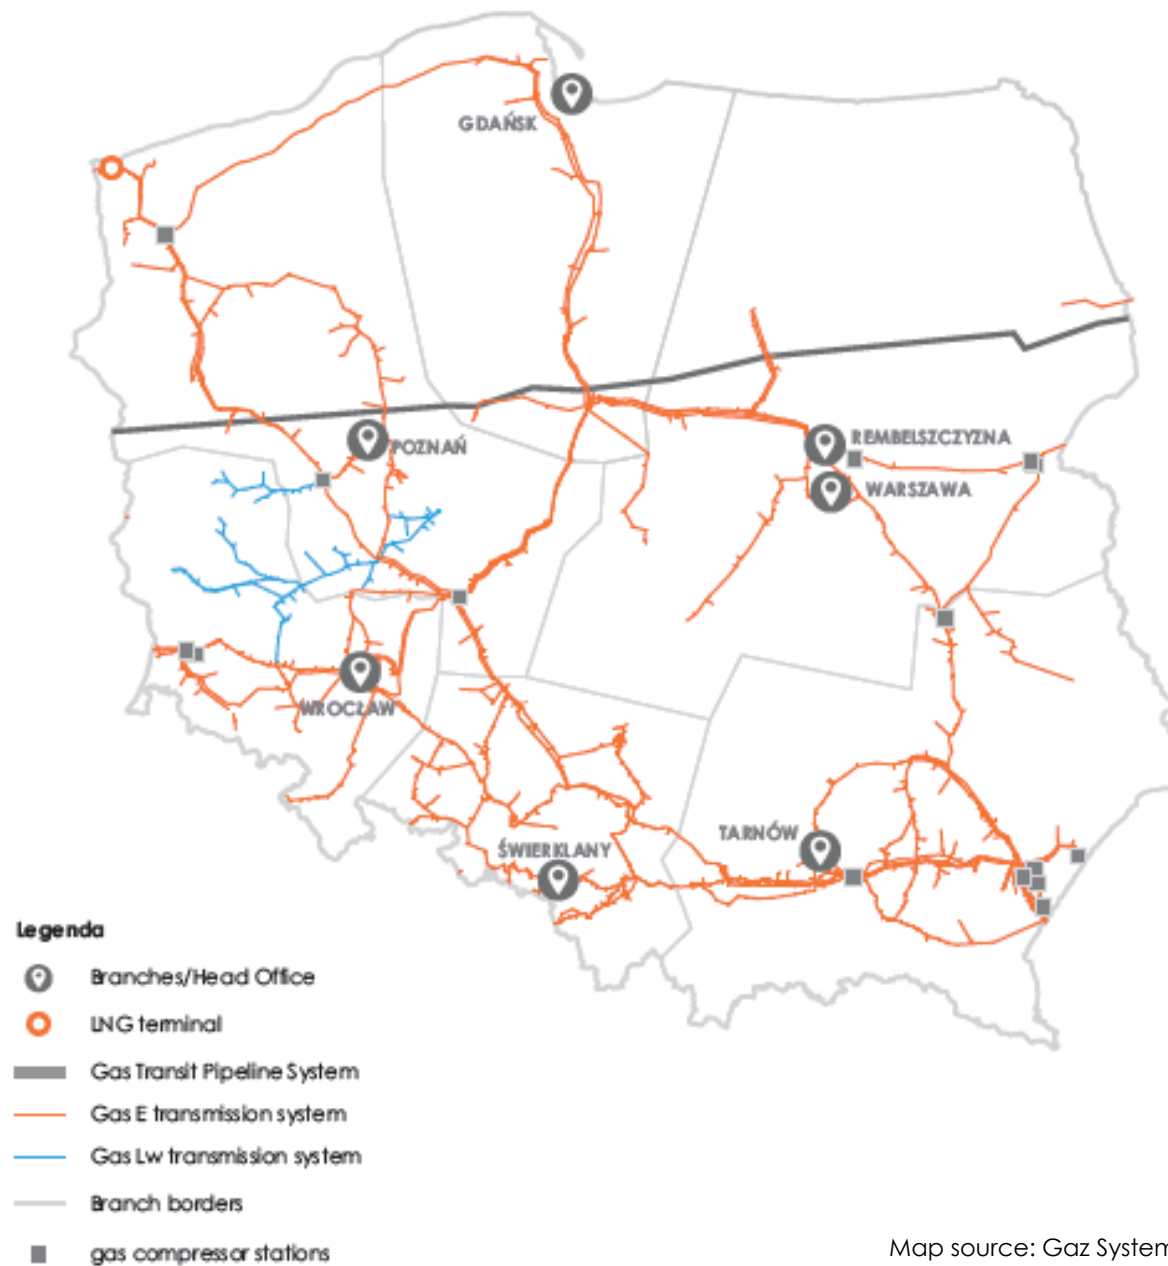 GDAŃSK
POZNAŃ
REMBELSZCZYZNA
WARSZAWA
WROCŁAW
TARNÓW
ŚWIERKLANY
Legenda
Branches/Head Office
LNG terminal
Gas Transit Pipeline System
Gas E transmission system
Gas Lw transmission system
Branch borders
gas compressor stations
Map source: Gaz System